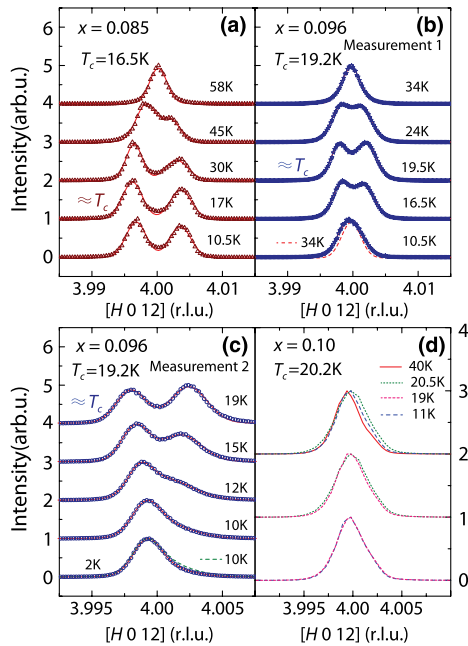 x = 0.085 (a)
Tc=16.5K
58K
45K
30K
≈Tc 17K
10.5K
Intensity(arb.u.)
6
5
4
3
2
1
0
3.99 4.00 4.01
[H 0 12] (r.l.u.)
x = 0.096 (b)
Tc=19.2K Measurement 1
34K
24K
≈Tc 19.5K
16.5K
34K 10.5K
3.99 4.00 4.01
[H 0 12] (r.l.u.)
x = 0.096 (c)
Tc=19.2K Measurement 2
≈Tc 19K
15K
12K
10K
2K 10K
Intensity(arb.u.)
6
5
4
3
2
1
0
3.995 4.00 4.005
[H 0 12] (r.l.u.)
x = 0.10 (d)
Tc=20.2K
40K
20.5K
19K
11K
4
3
2
1
0
3.995 4.00 4.005
[H 0 12] (r.l.u.)